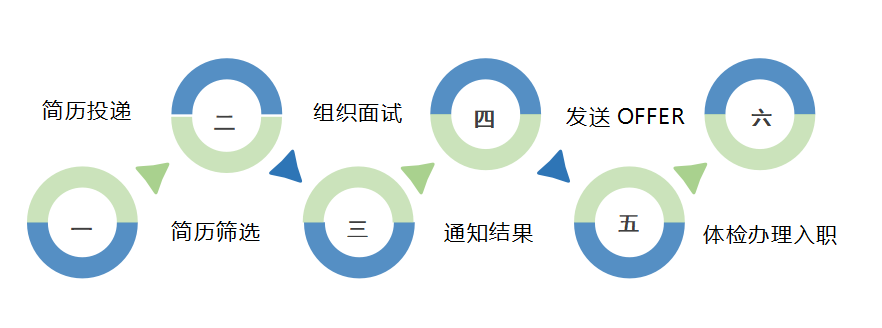 简历投递
一
二
简历筛选
组织面试
三
四
通知结果
发送 OFFER
五
六
体检办理入职